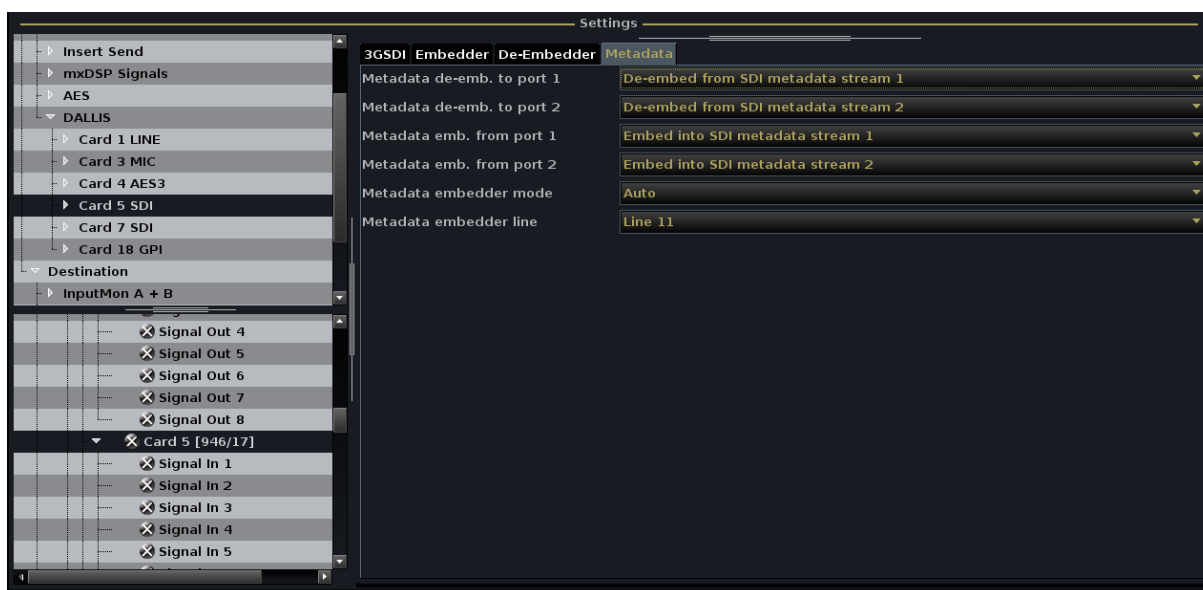 Settings
Insert Send
mxDSP Signals
AES
DALLIS
Card 1 LINE
Card 3 MIC
Card 4 AES3
Card 5 SDI
Card 7 SDI
Card 18 GPI
Destination
InputMon A + B
Signal Out 4
Signal Out 5
Signal Out 6
Signal Out 7
Signal Out 8
Card 5 [946/17]
Signal In 1
Signal In 2
Signal In 3
Signal In 4
Signal In 5
3GSDI Embedder De-Embedder Metadata
Metadata de-emb. to port 1 De-embed from SDI metadata stream 1
Metadata de-emb. to port 2 De-embed from SDI metadata stream 2
Metadata emb. from port 1 Embed into SDI metadata stream 1
Metadata emb. from port 2 Embed into SDI metadata stream 2
Metadata embedder mode Auto
Metadata embedder line Line 11